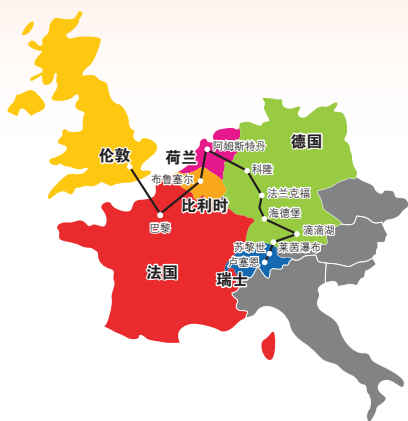 伦敦
荷兰
阿姆斯特丹
德国
布鲁塞尔
科隆
比利时
法兰克福
巴黎
海德堡
滴滴湖
苏黎世
莱茵瀑布
卢塞恩
法国
瑞士